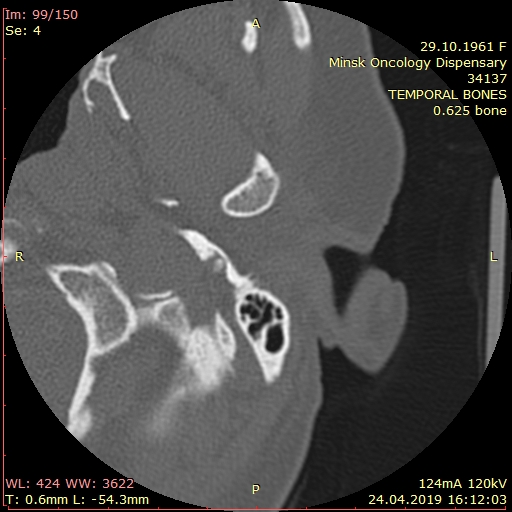 Im: 99/150
Se: 4
A
29.10.1961 F
Minsk Oncology Dispensary
34137
TEMPORAL BONES
0.625 bone
R
L
WL: 424 WW: 3622
T: 0.6mm L: -54.3mm
P
124mA 120kV
24.04.2019 16:12:03